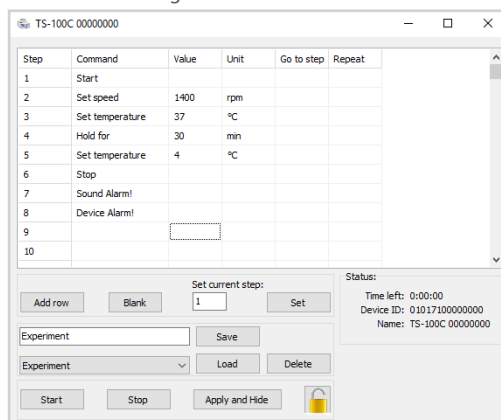 TS-100C 00000000
Step Command Value Unit Go to step Repeat
1 Start
2 Set speed 1400 rpm
3 Set temperature 37 °C
4 Hold for 30 min
5 Set temperature 4 °C
6 Stop
7 Sound Alarm!
8 Device Alarm!
9
10
Set current step:
Add row Blank 1 Set
Experiment Save
Experiment Load Delete
Start Stop Apply and Hide
Status:
Time left: 0:00:00
Device ID: 01017100000000
Name: TS-100C 00000000